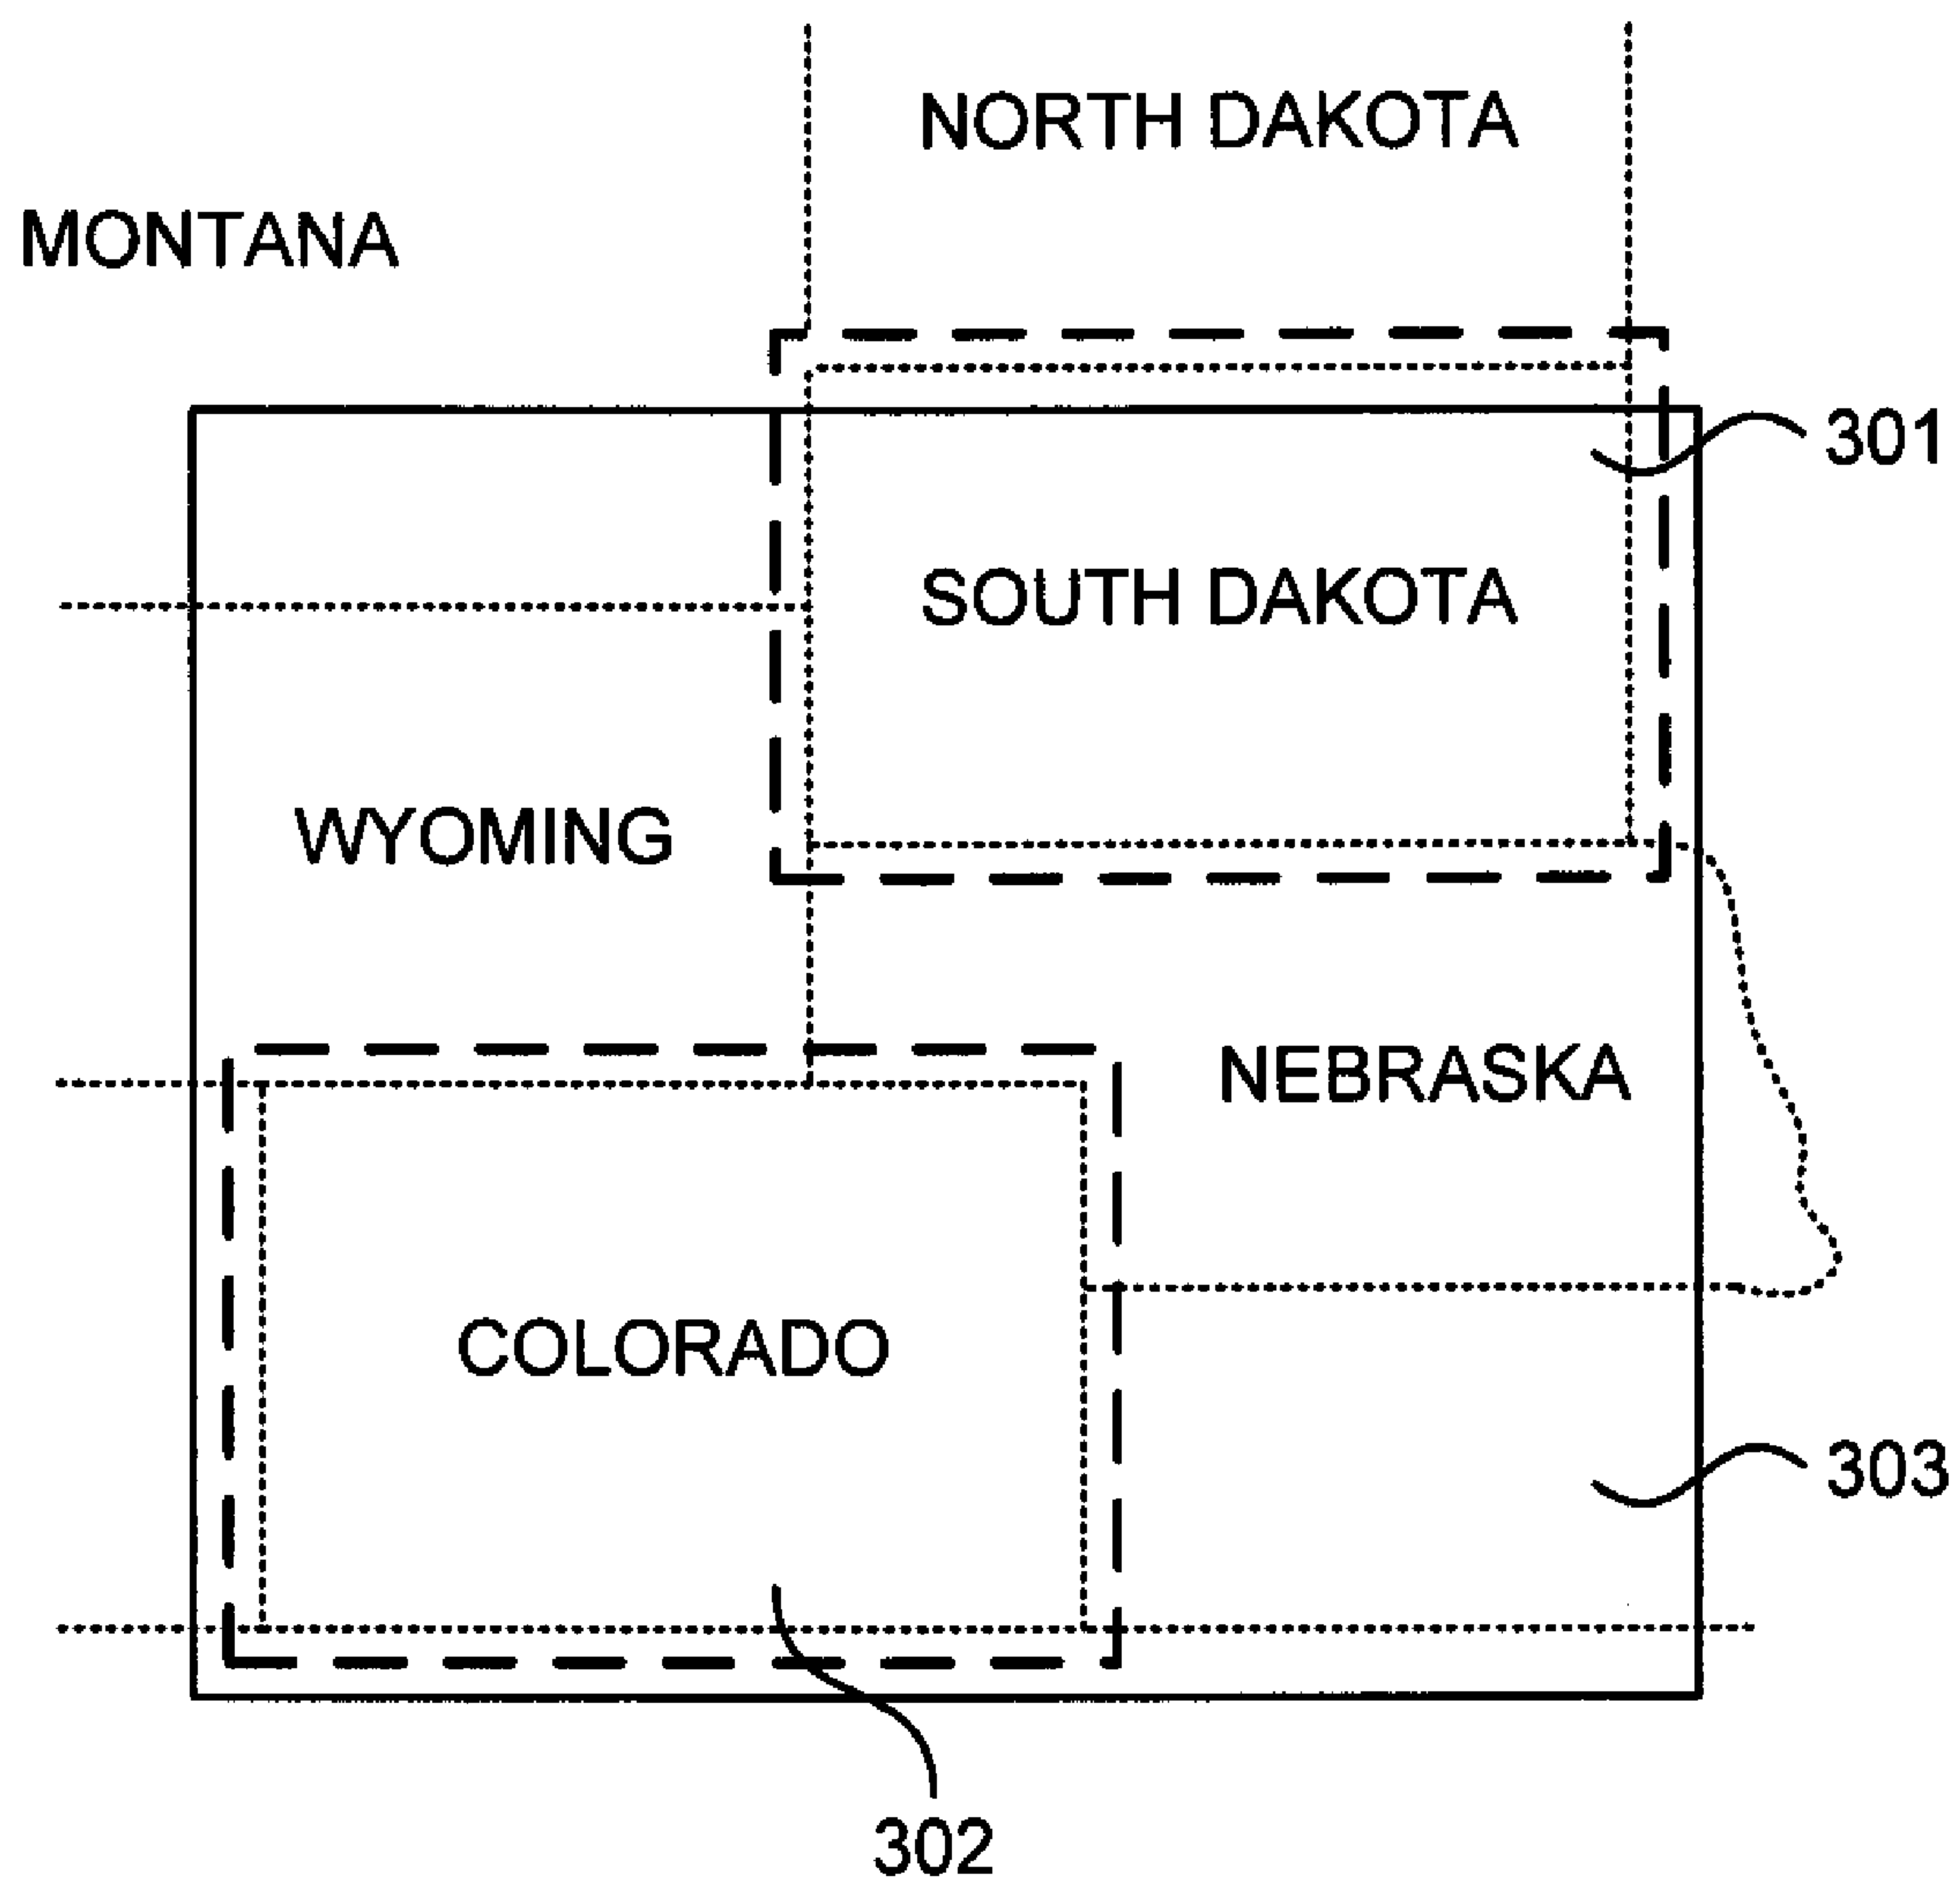 NORTH DAKOTA
MONTANA
301
SOUTH DAKOTA
WYOMING
NEBRASKA
COLORADO
303
302